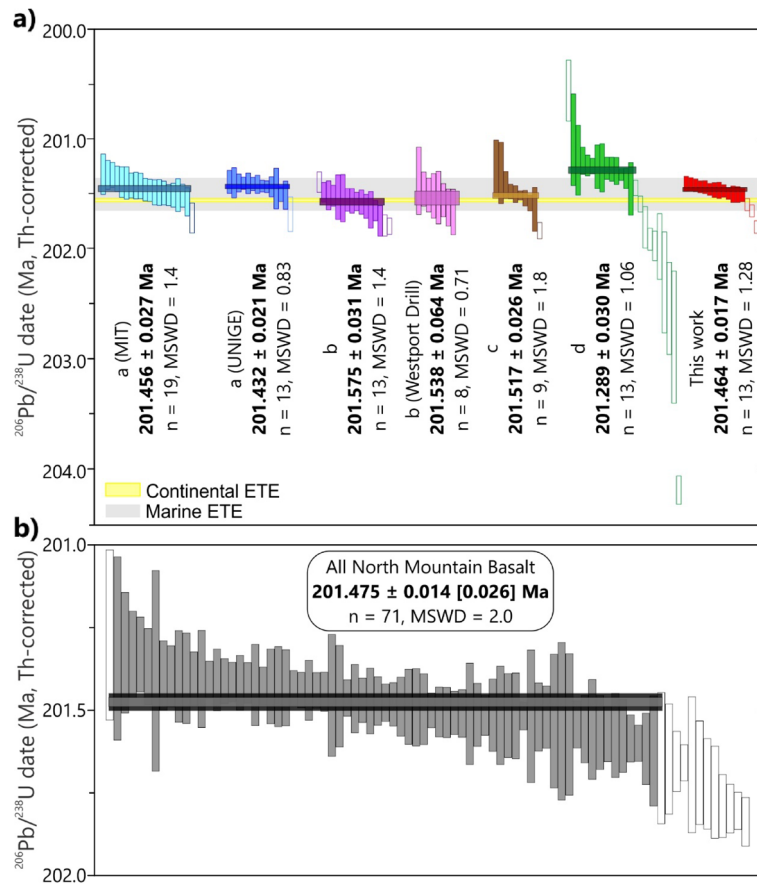 a)
200.0
201.0
202.0
203.0
204.0
206Pb/238U date (Ma, Th-corrected)
a (MIT)
201.456 ± 0.027 Ma
n = 19, MSWD = 1.4
a (UNIGE)
201.432 ± 0.021 Ma
n = 13, MSWD = 0.83
b
201.575 ± 0.031 Ma
n = 13, MSWD = 1.4
b (Westport Drill)
201.538 ± 0.064 Ma
n = 8, MSWD = 0.71
c
201.517 ± 0.026 Ma
n = 9, MSWD = 1.8
d
201.289 ± 0.030 Ma
n = 13, MSWD = 1.06
This work
201.464 ± 0.017 Ma
n = 13, MSWD = 1.28
Continental ETE
Marine ETE
b)
201.0
201.5
202.0
206Pb/238U date (Ma, Th-corrected)
All North Mountain Basalt
201.475 ± 0.014 [0.026] Ma
n = 71, MSWD = 2.0